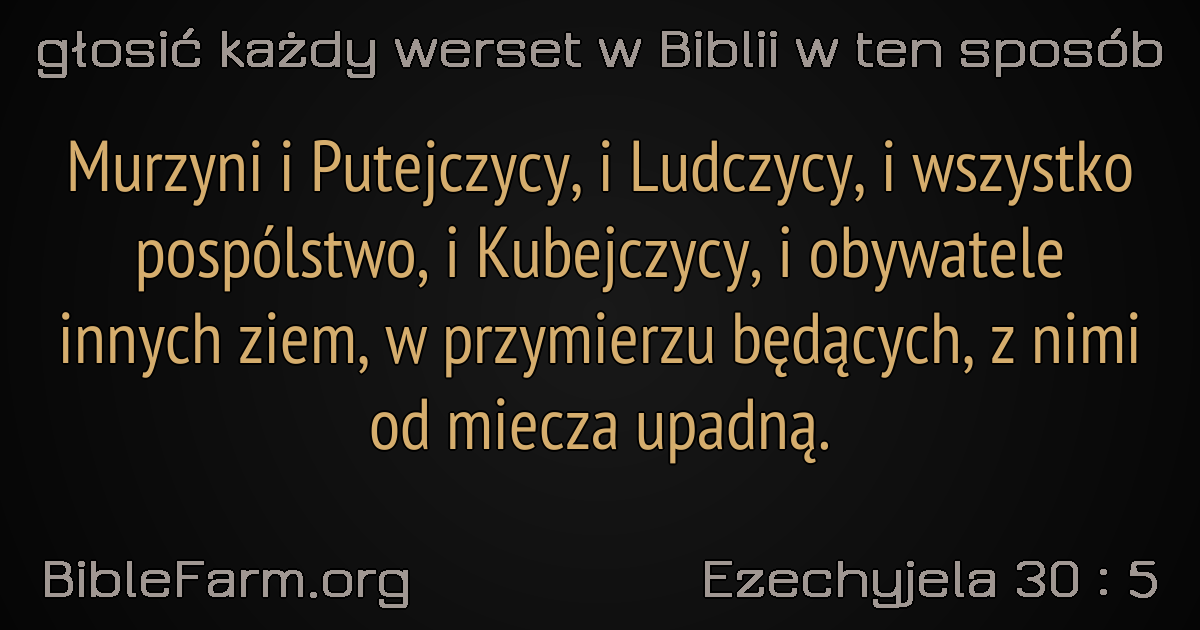 głosić każdy werset w Biblii w ten sposób
Murzyni i Putejczycy, i Ludczycy, i wszystko
pospólstwo, i Kubejczycy, i obywatele
innych ziem, w przymierzu będących, z nimi
od miecza upadną.
BibleFarm.org
Ezechyjela 30 : 5